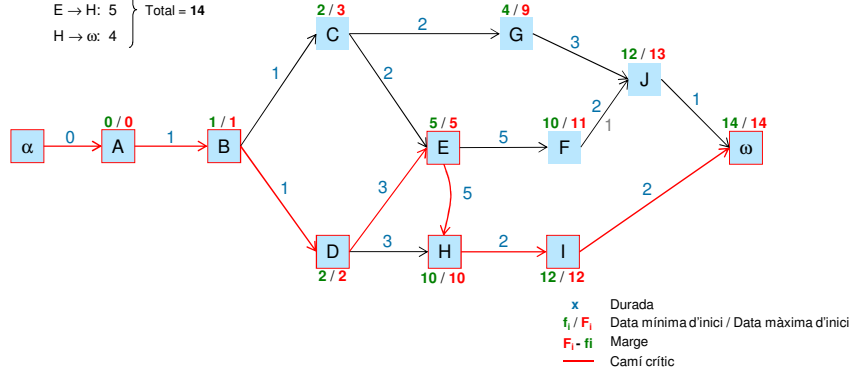 E → H: 5
H → ω: 4
Total = 14
2 / 3
C
2
4 / 9
G
3
12 / 13
J
1
2
2
1
0 / 0
1 / 1
5 / 5
10 / 11
14 / 14
α
0
A
1
B
E
5
F
1
ω
1
3
5
2
D
3
H
2
I
2 / 2
10 / 10
12 / 12
x Durada
fi / Fi Data mínima d'inici / Data màxima d'inici
Fi - fi Marge
Camí crític